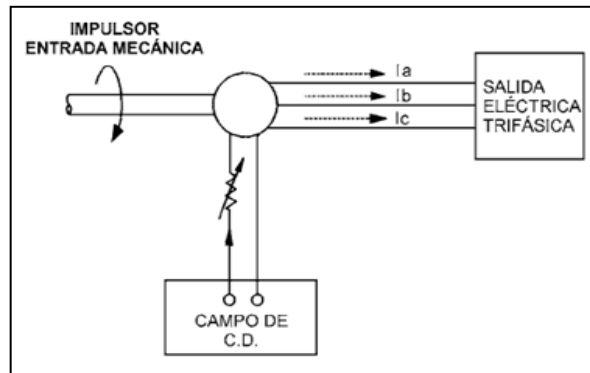 IMPULSOR
ENTRADA MECÁNICA
Ia
Ib
Ic
SALIDA
ELÉCTRICA
TRIFÁSICA
CAMPO DE
C.D.